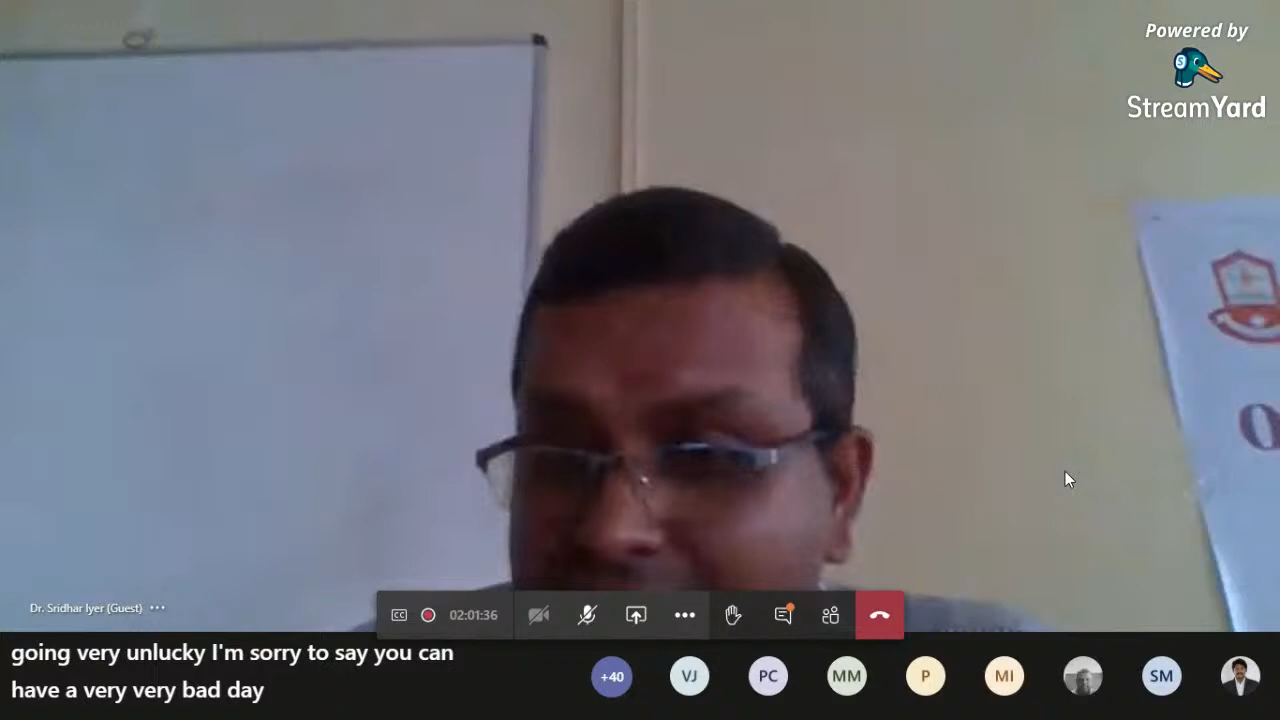 Powered by
StreamYard
Dr. Sridhar Iyer (Guest)
CC
02:01:36
going very unlucky I'm sorry to say you can
have a very very bad day
+40
VJ
PC
MM
P
MI
SM